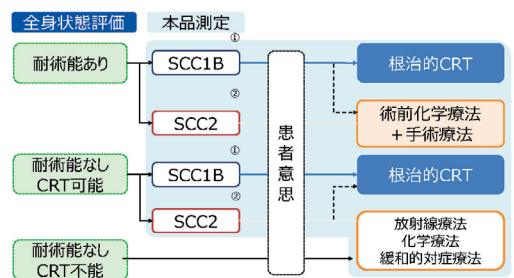 全身状態評価
本品測定
耐術能あり
①
SCC1B
根治的CRT
②
SCC2
術前化学療法
+手術療法
患者意思
耐術能なし
CRT可能
①
SCC1B
根治的CRT
②
SCC2
放射線療法
化学療法
緩和的対症療法
耐術能なし
CRT不能